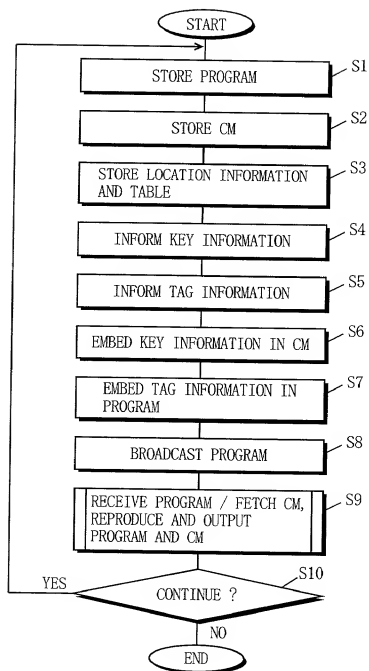 START
STORE PROGRAM
S1
STORE CM
S2
STORE LOCATION INFORMATION
AND TABLE
S3
INFORM KEY INFORMATION
S4
INFORM TAG INFORMATION
S5
EMBED KEY INFORMATION IN CM
S6
EMBED TAG INFORMATION IN
PROGRAM
S7
BROADCAST PROGRAM
S8
RECEIVE PROGRAM / FETCH CM,
REPRODUCE AND OUTPUT
PROGRAM AND CM
S9
YES
CONTINUE ?
S10
NO
END